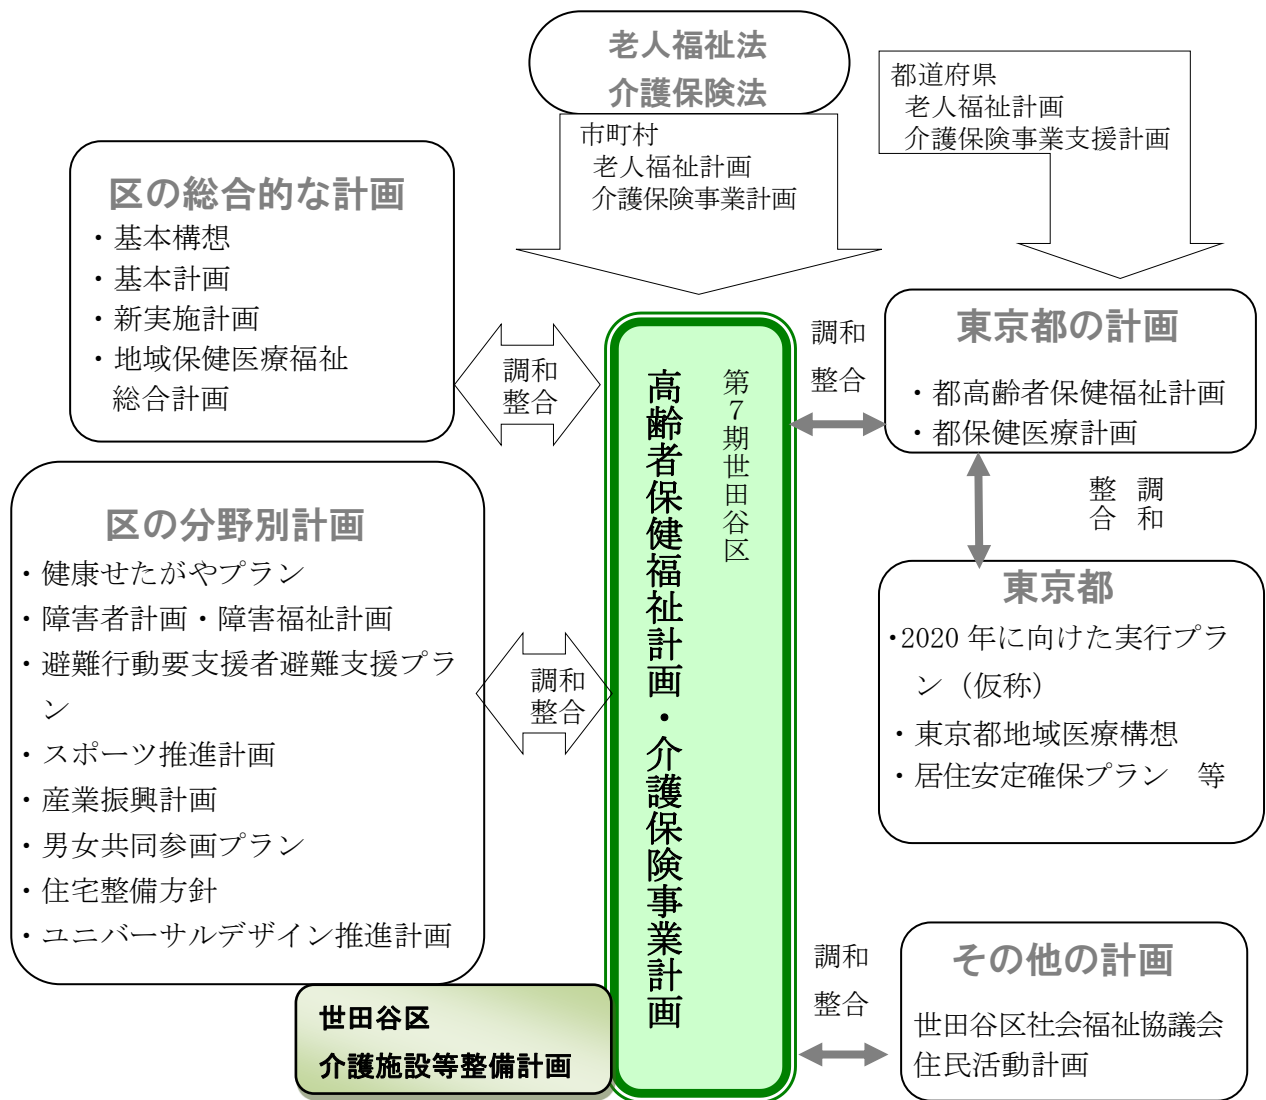 老人福祉法
介護保険法
市町村
老人福祉計画
介護保険事業計画
都道府県
老人福祉計画
介護保険事業支援計画
区の総合的な計画
・基本構想
・基本計画
・新実施計画
・地域保健医療福祉
総合計画
調和
整合
区の分野別計画
・健康せたがやプラン
・障害者計画・障害福祉計画
・避難行動要支援者避難支援プラ
ン
・スポーツ推進計画
・産業振興計画
・男女共同参画プラン
・住宅整備方針
・ユニバーサルデザイン推進計画
調和
整合
世田谷区
介護施設等整備計画
第7期世田谷区
高齢者保健福祉計画・介護保険事業計画
調和
整合
東京都の計画
・都高齢者保健福祉計画
・都保健医療計画
調和
整合
東京都
・2020 年に向けた実行プラ
ン（仮称）
・東京都地域医療構想
・居住安定確保プラン　等
調和
整合
その他の計画
世田谷区社会福祉協議会
住民活動計画